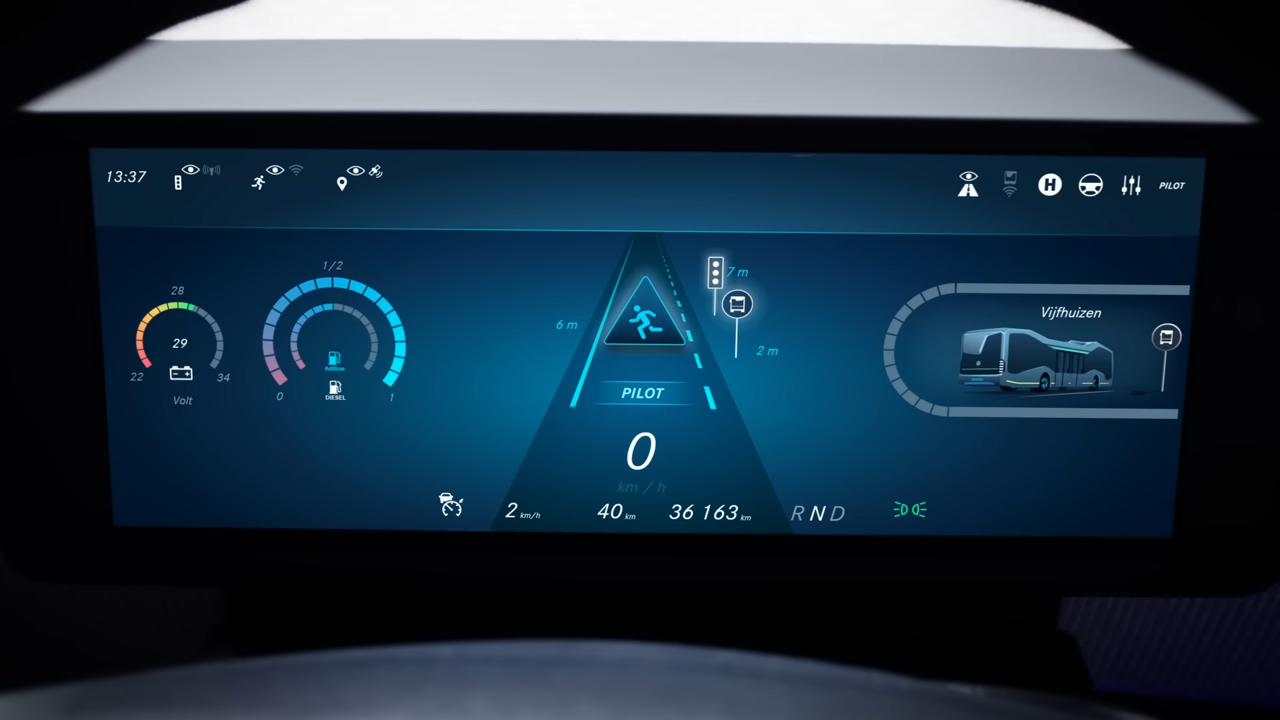 13:37
H
PILOT
28
29
22
34
Volt
1/2
AdBlue
DIESEL
0
1
6 m
7 m
2 m
PILOT
0
km / h
2 km/h
40 km
36 163 km
R N D
Vijfhuizen